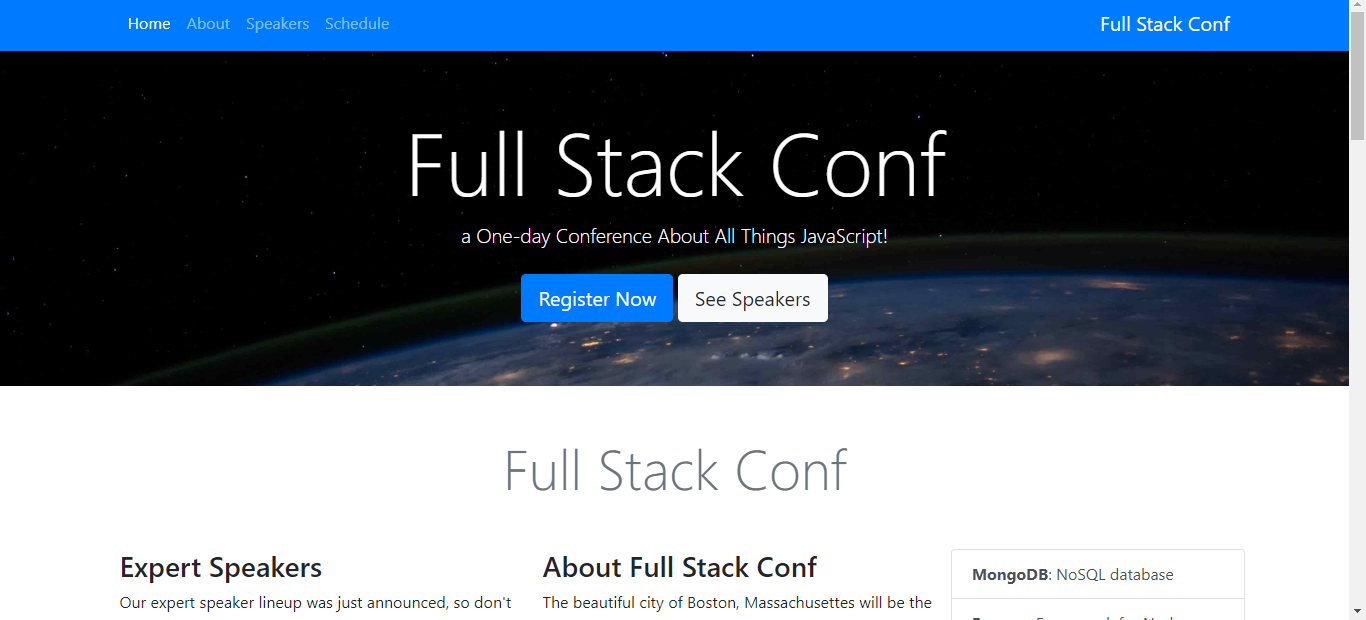 Home About Speakers Schedule Full Stack Conf
Full Stack Conf
a One-day Conference About All Things JavaScript!
Register Now See Speakers
Full Stack Conf
Expert Speakers
Our expert speaker lineup was just announced, so don't
About Full Stack Conf
The beautiful city of Boston, Massachusettes will be the
MongoDB: NoSQL database